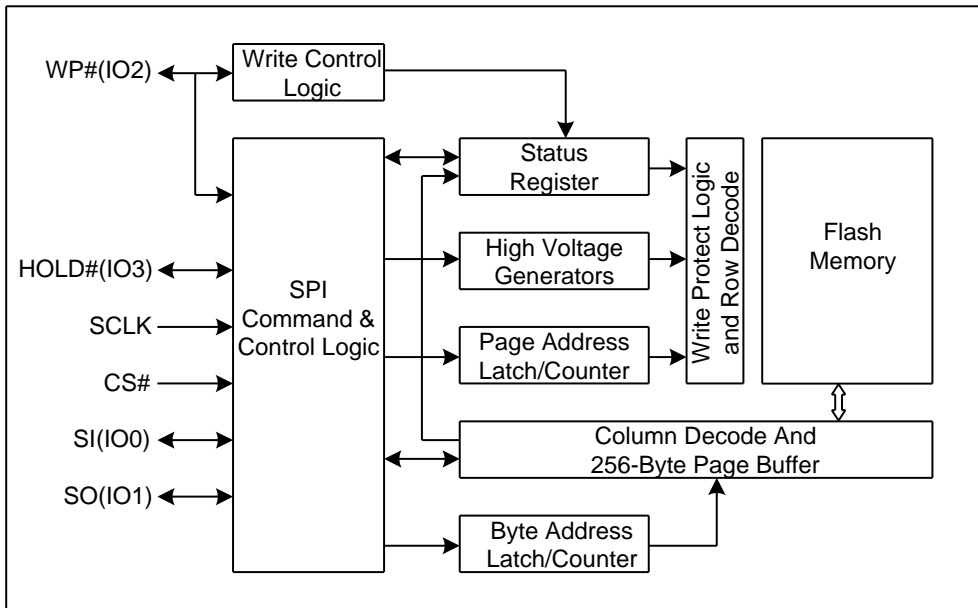 WP#(IO2)
Write Control
Logic
HOLD#(IO3)
SCLK
CS#
SI(IO0)
SO(IO1)
SPI
Command &
Control Logic
Status
Register
High Voltage
Generators
Page Address
Latch/Counter
Write Protect Logic
and Row Decode
Flash
Memory
Column Decode And
256-Byte Page Buffer
Byte Address
Latch/Counter